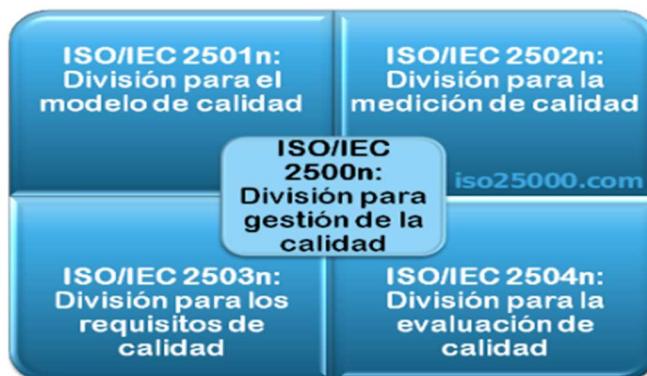 ISO/IEC 2501n:
División para el
modelo de calidad
ISO/IEC 2502n:
División para la
medición de calidad
ISO/IEC
2500n:
División para
gestión de la
calidad
iso25000.com
ISO/IEC 2503n:
División para los
requisitos de
calidad
ISO/IEC 2504n:
División para la
evaluación de
calidad